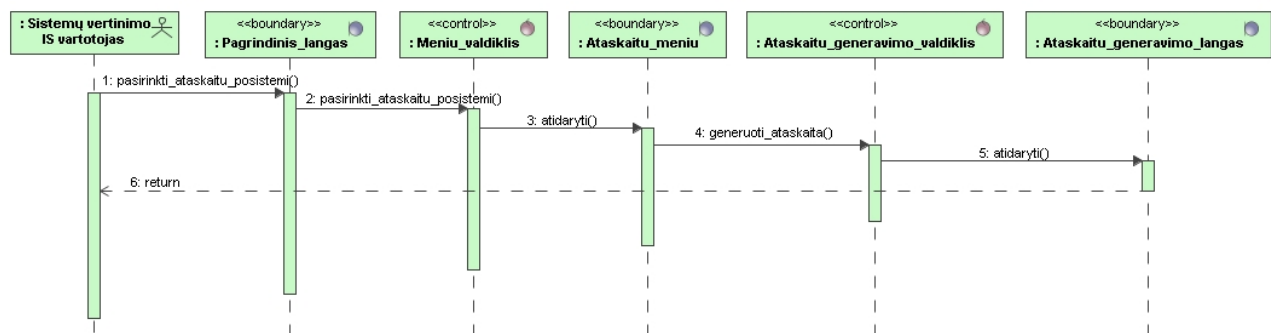 : Sistemų vertinimo
IS vartotojas
<<boundary>>
: Pagrindinis_langas
<<control>>
: Meniu_valdiklis
<<boundary>>
: Ataskaitu_meniu
<<control>>
: Ataskaitu_generavimo_valdiklis
<<boundary>>
: Ataskaitu_generavimo_langas
1: pasirinkti_ataskaitu_posistemi()
2: pasirinkti_ataskaitu_posistemi()
3: atidaryti()
4: generuoti_ataskaita()
5: atidaryti()
6: return